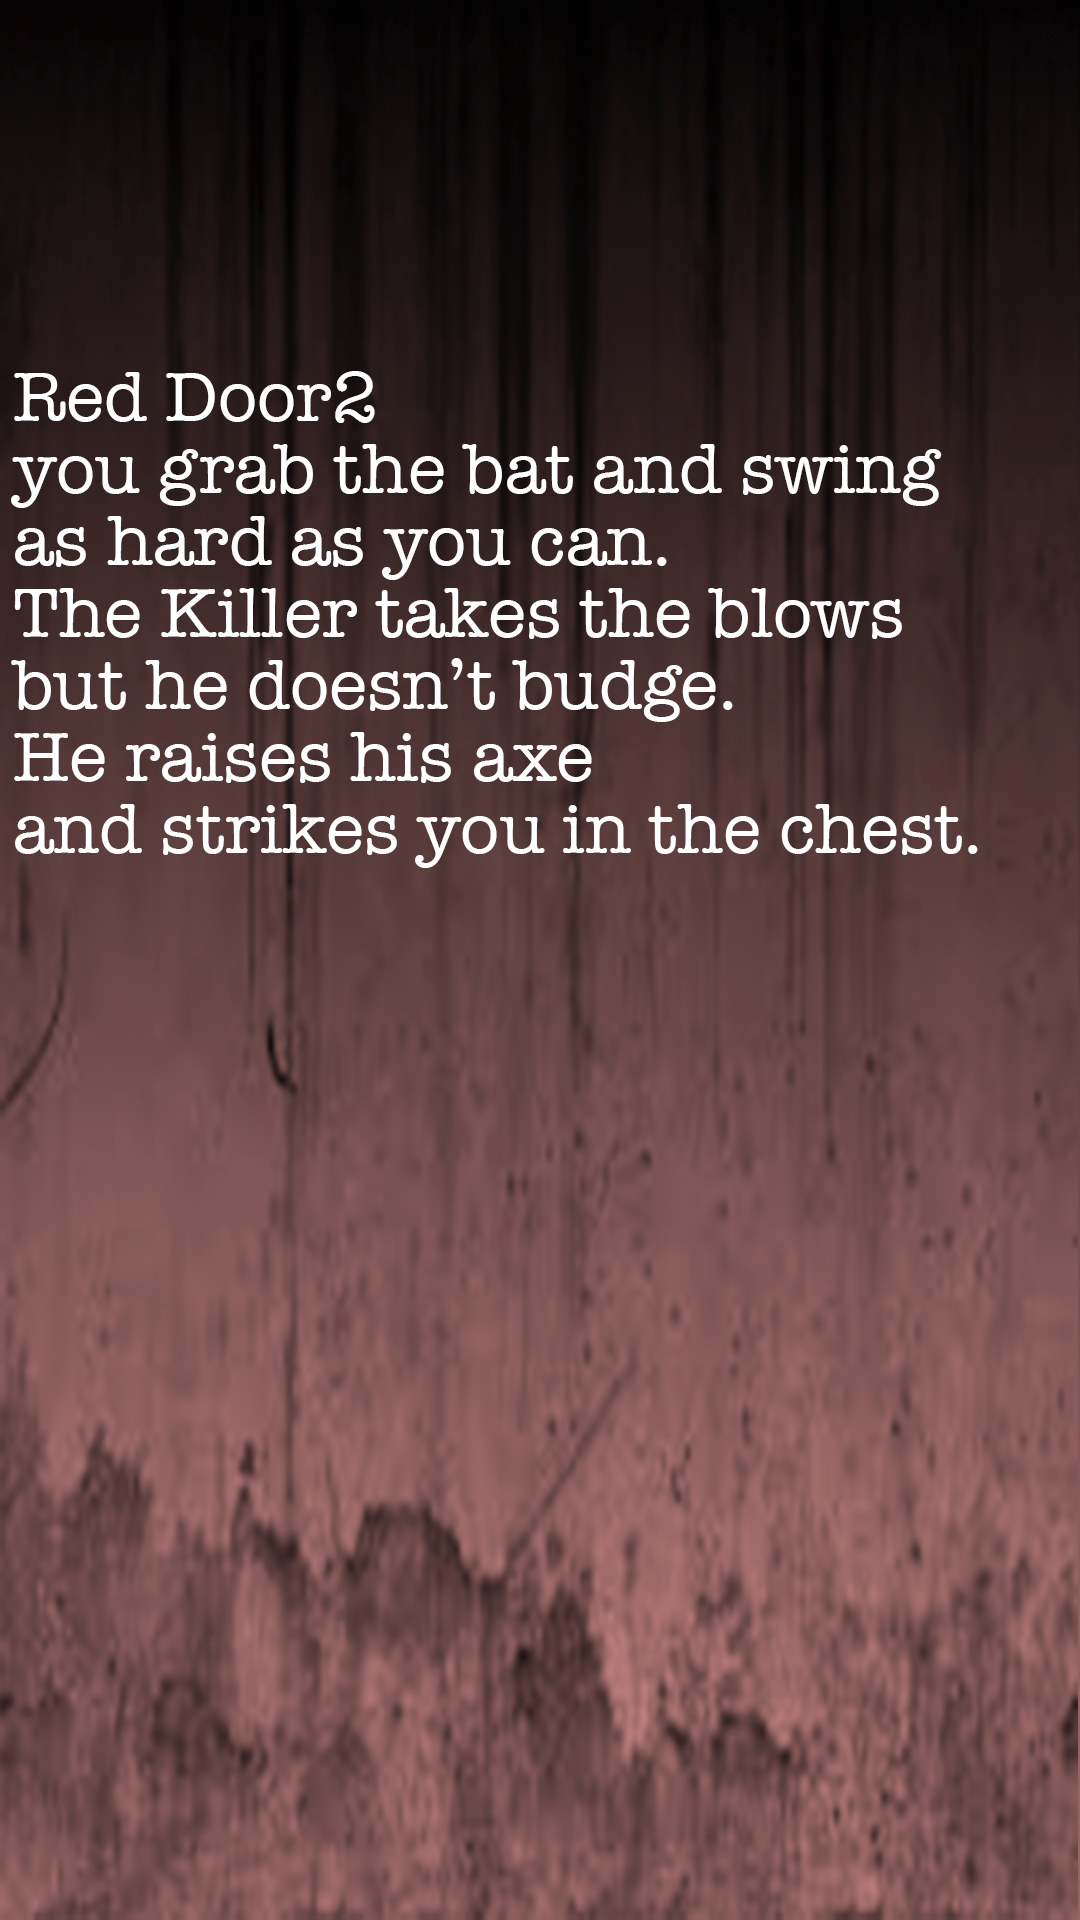 Red Door2
you grab the bat and swing
as hard as you can.
The Killer takes the blows
but he doesn’t budge.
He raises his axe
and strikes you in the chest.